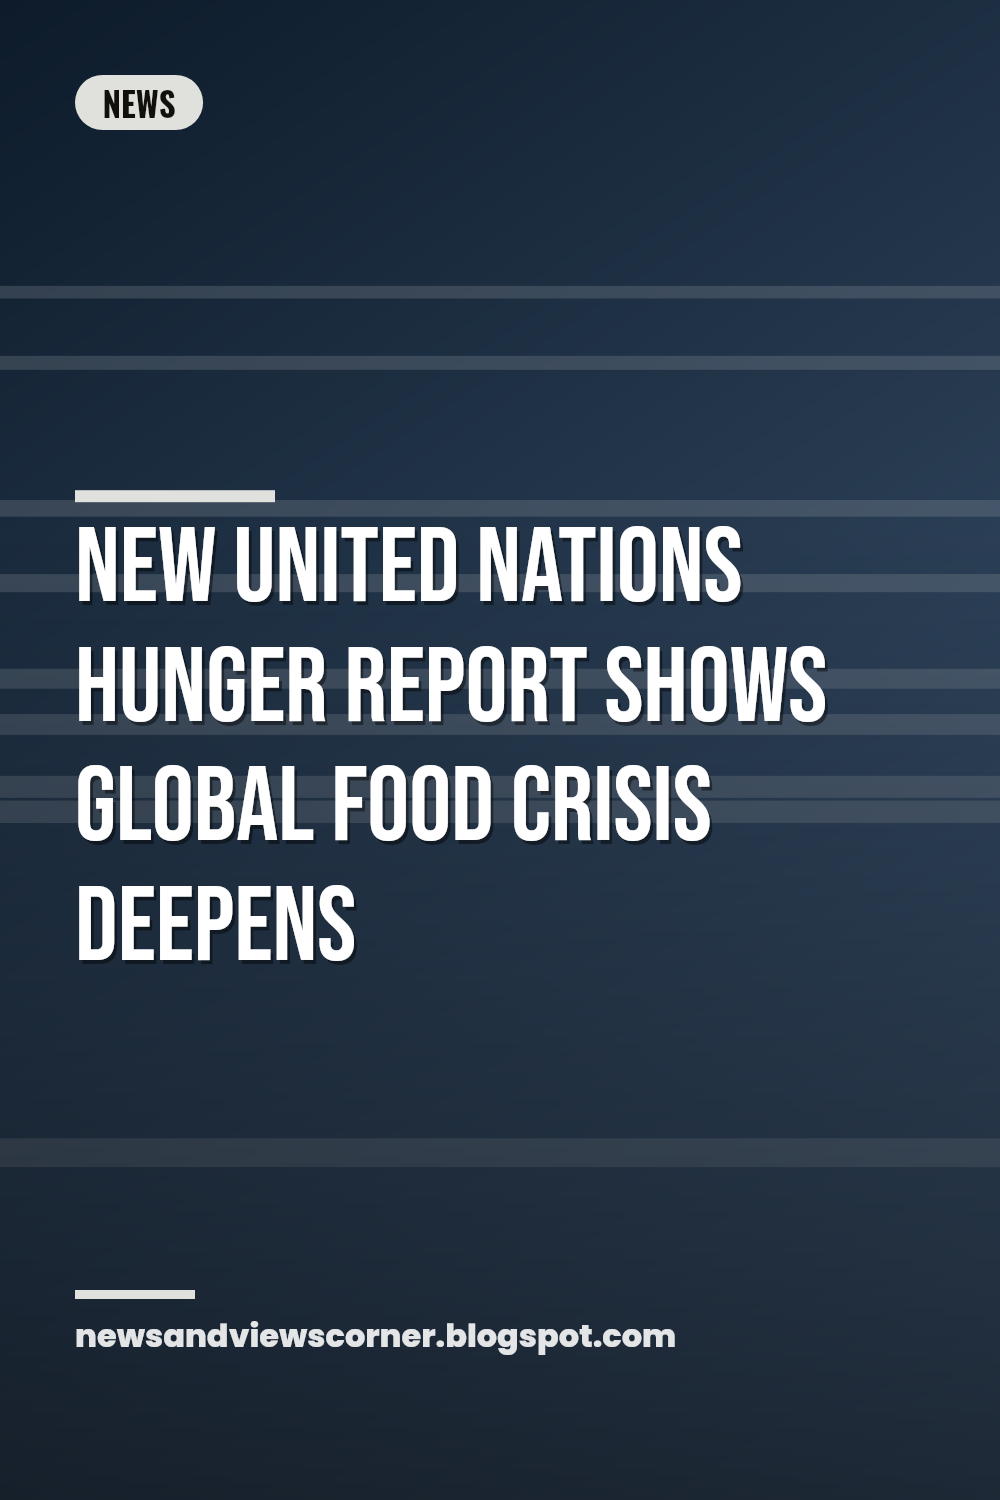 NEWS
NEW UNITED NATIONS
HUNGER REPORT SHOWS
GLOBAL FOOD CRISIS
DEEPENS
newsandviewscorner.blogspot.com